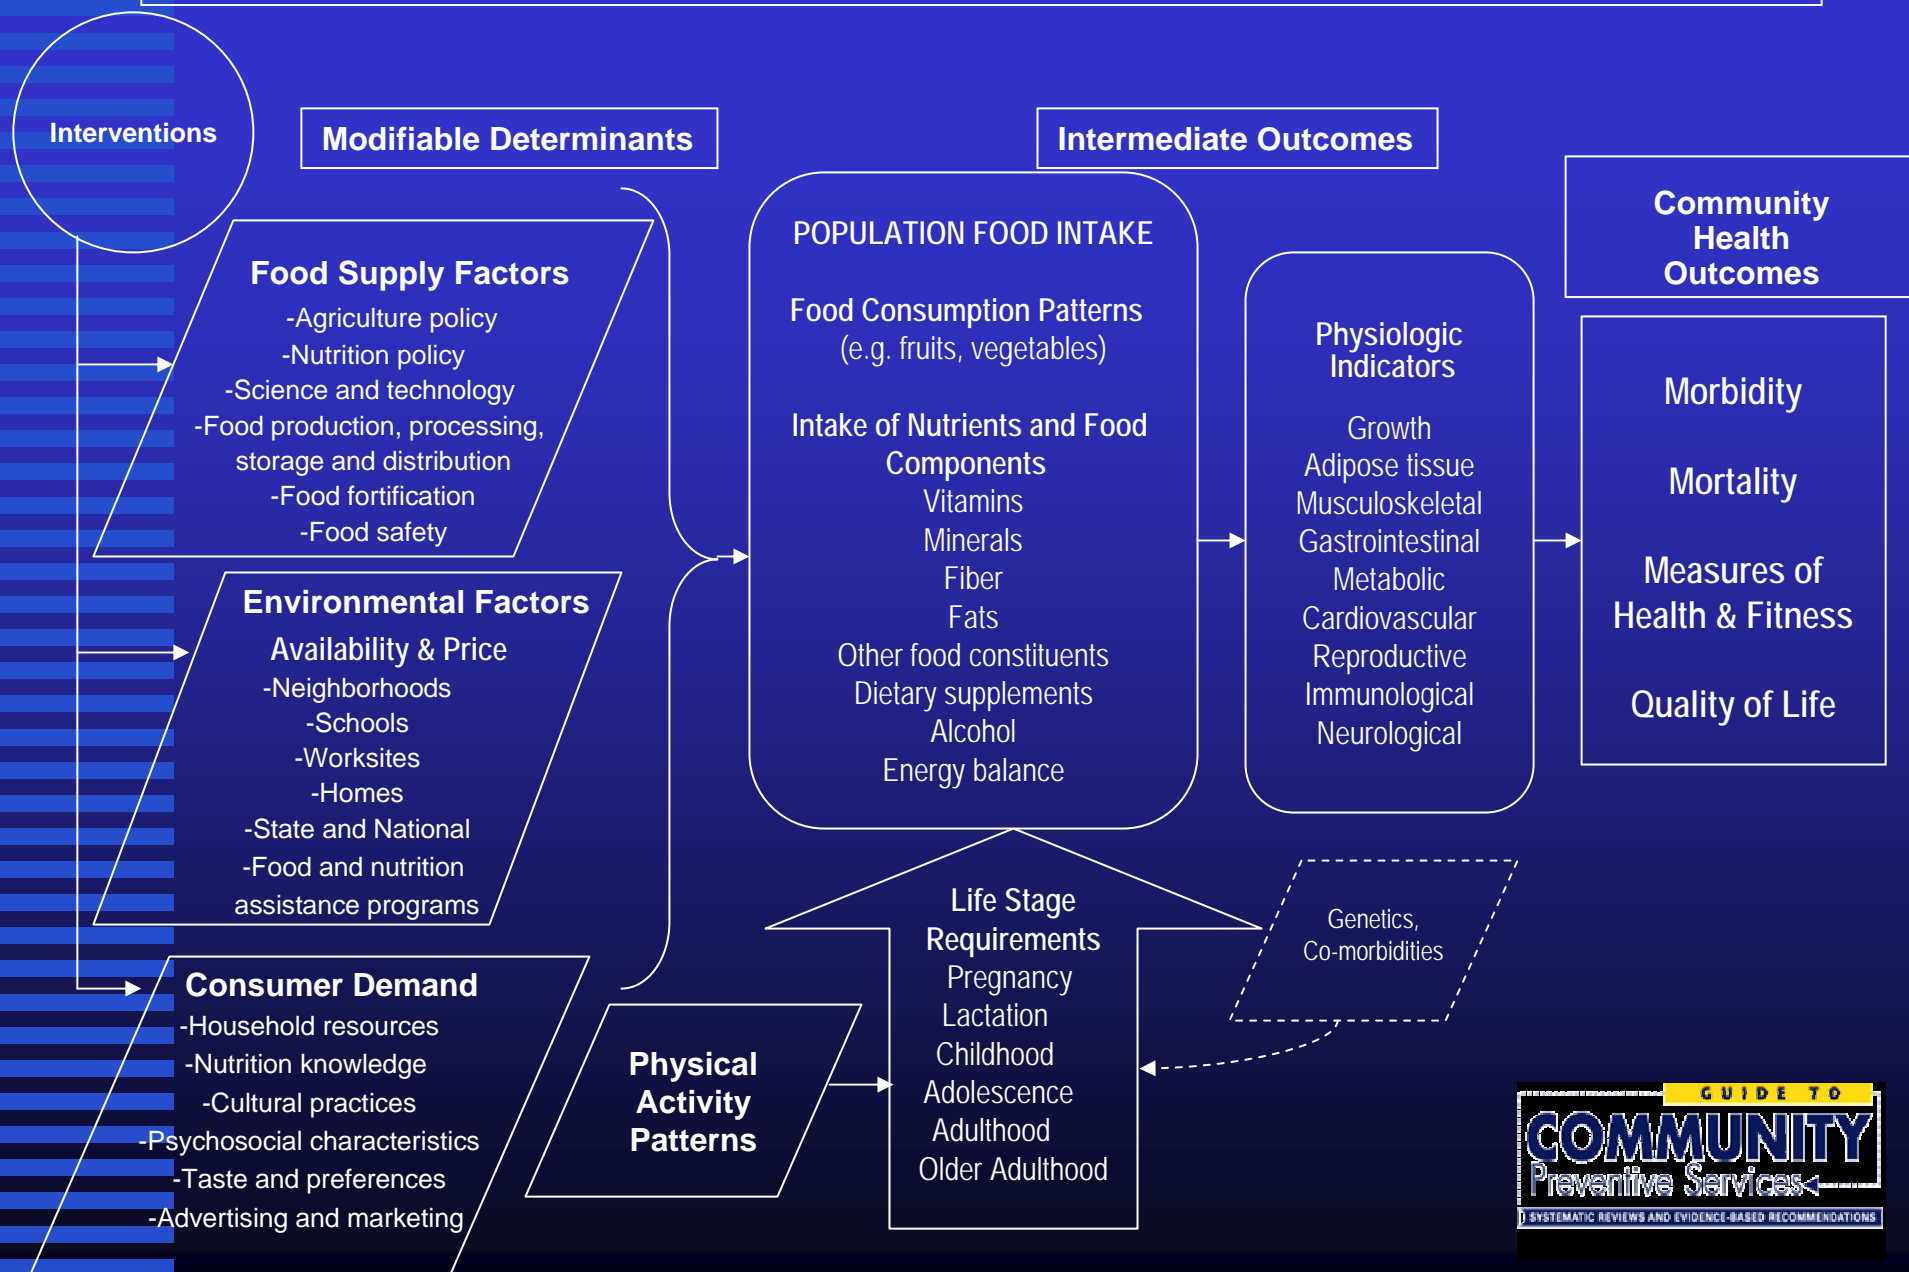 Interventions
Modifiable Determinants
Intermediate Outcomes
Community
Health
Outcomes
Food Supply Factors
-Agriculture policy
-Nutrition policy
-Science and technology
-Food production, processing,
storage and distribution
-Food fortification
-Food safety
Environmental Factors
Availability & Price
-Neighborhoods
-Schools
-Worksites
-Homes
-State and National
-Food and nutrition
assistance programs
Consumer Demand
-Household resources
-Nutrition knowledge
-Cultural practices
-Psychosocial characteristics
-Taste and preferences
-Advertising and marketing
POPULATION FOOD INTAKE
Food Consumption Patterns
(e.g. fruits, vegetables)
Intake of Nutrients and Food
Components
Vitamins
Minerals
Fiber
Fats
Other food constituents
Dietary supplements
Alcohol
Energy balance
Physical
Activity
Patterns
Life Stage
Requirements
Pregnancy
Lactation
Childhood
Adolescence
Adulthood
Older Adulthood
Genetics,
Co-morbidities
Physiologic
Indicators
Growth
Adipose tissue
Musculoskeletal
Gastrointestinal
Metabolic
Cardiovascular
Reproductive
Immunological
Neurological
Morbidity
Mortality
Measures of
Health & Fitness
Quality of Life
GUIDE TO
COMMUNITY
Preventive Services
SYSTEMATIC REVIEWS AND EVIDENCE-BASED RECOMMENDATIONS